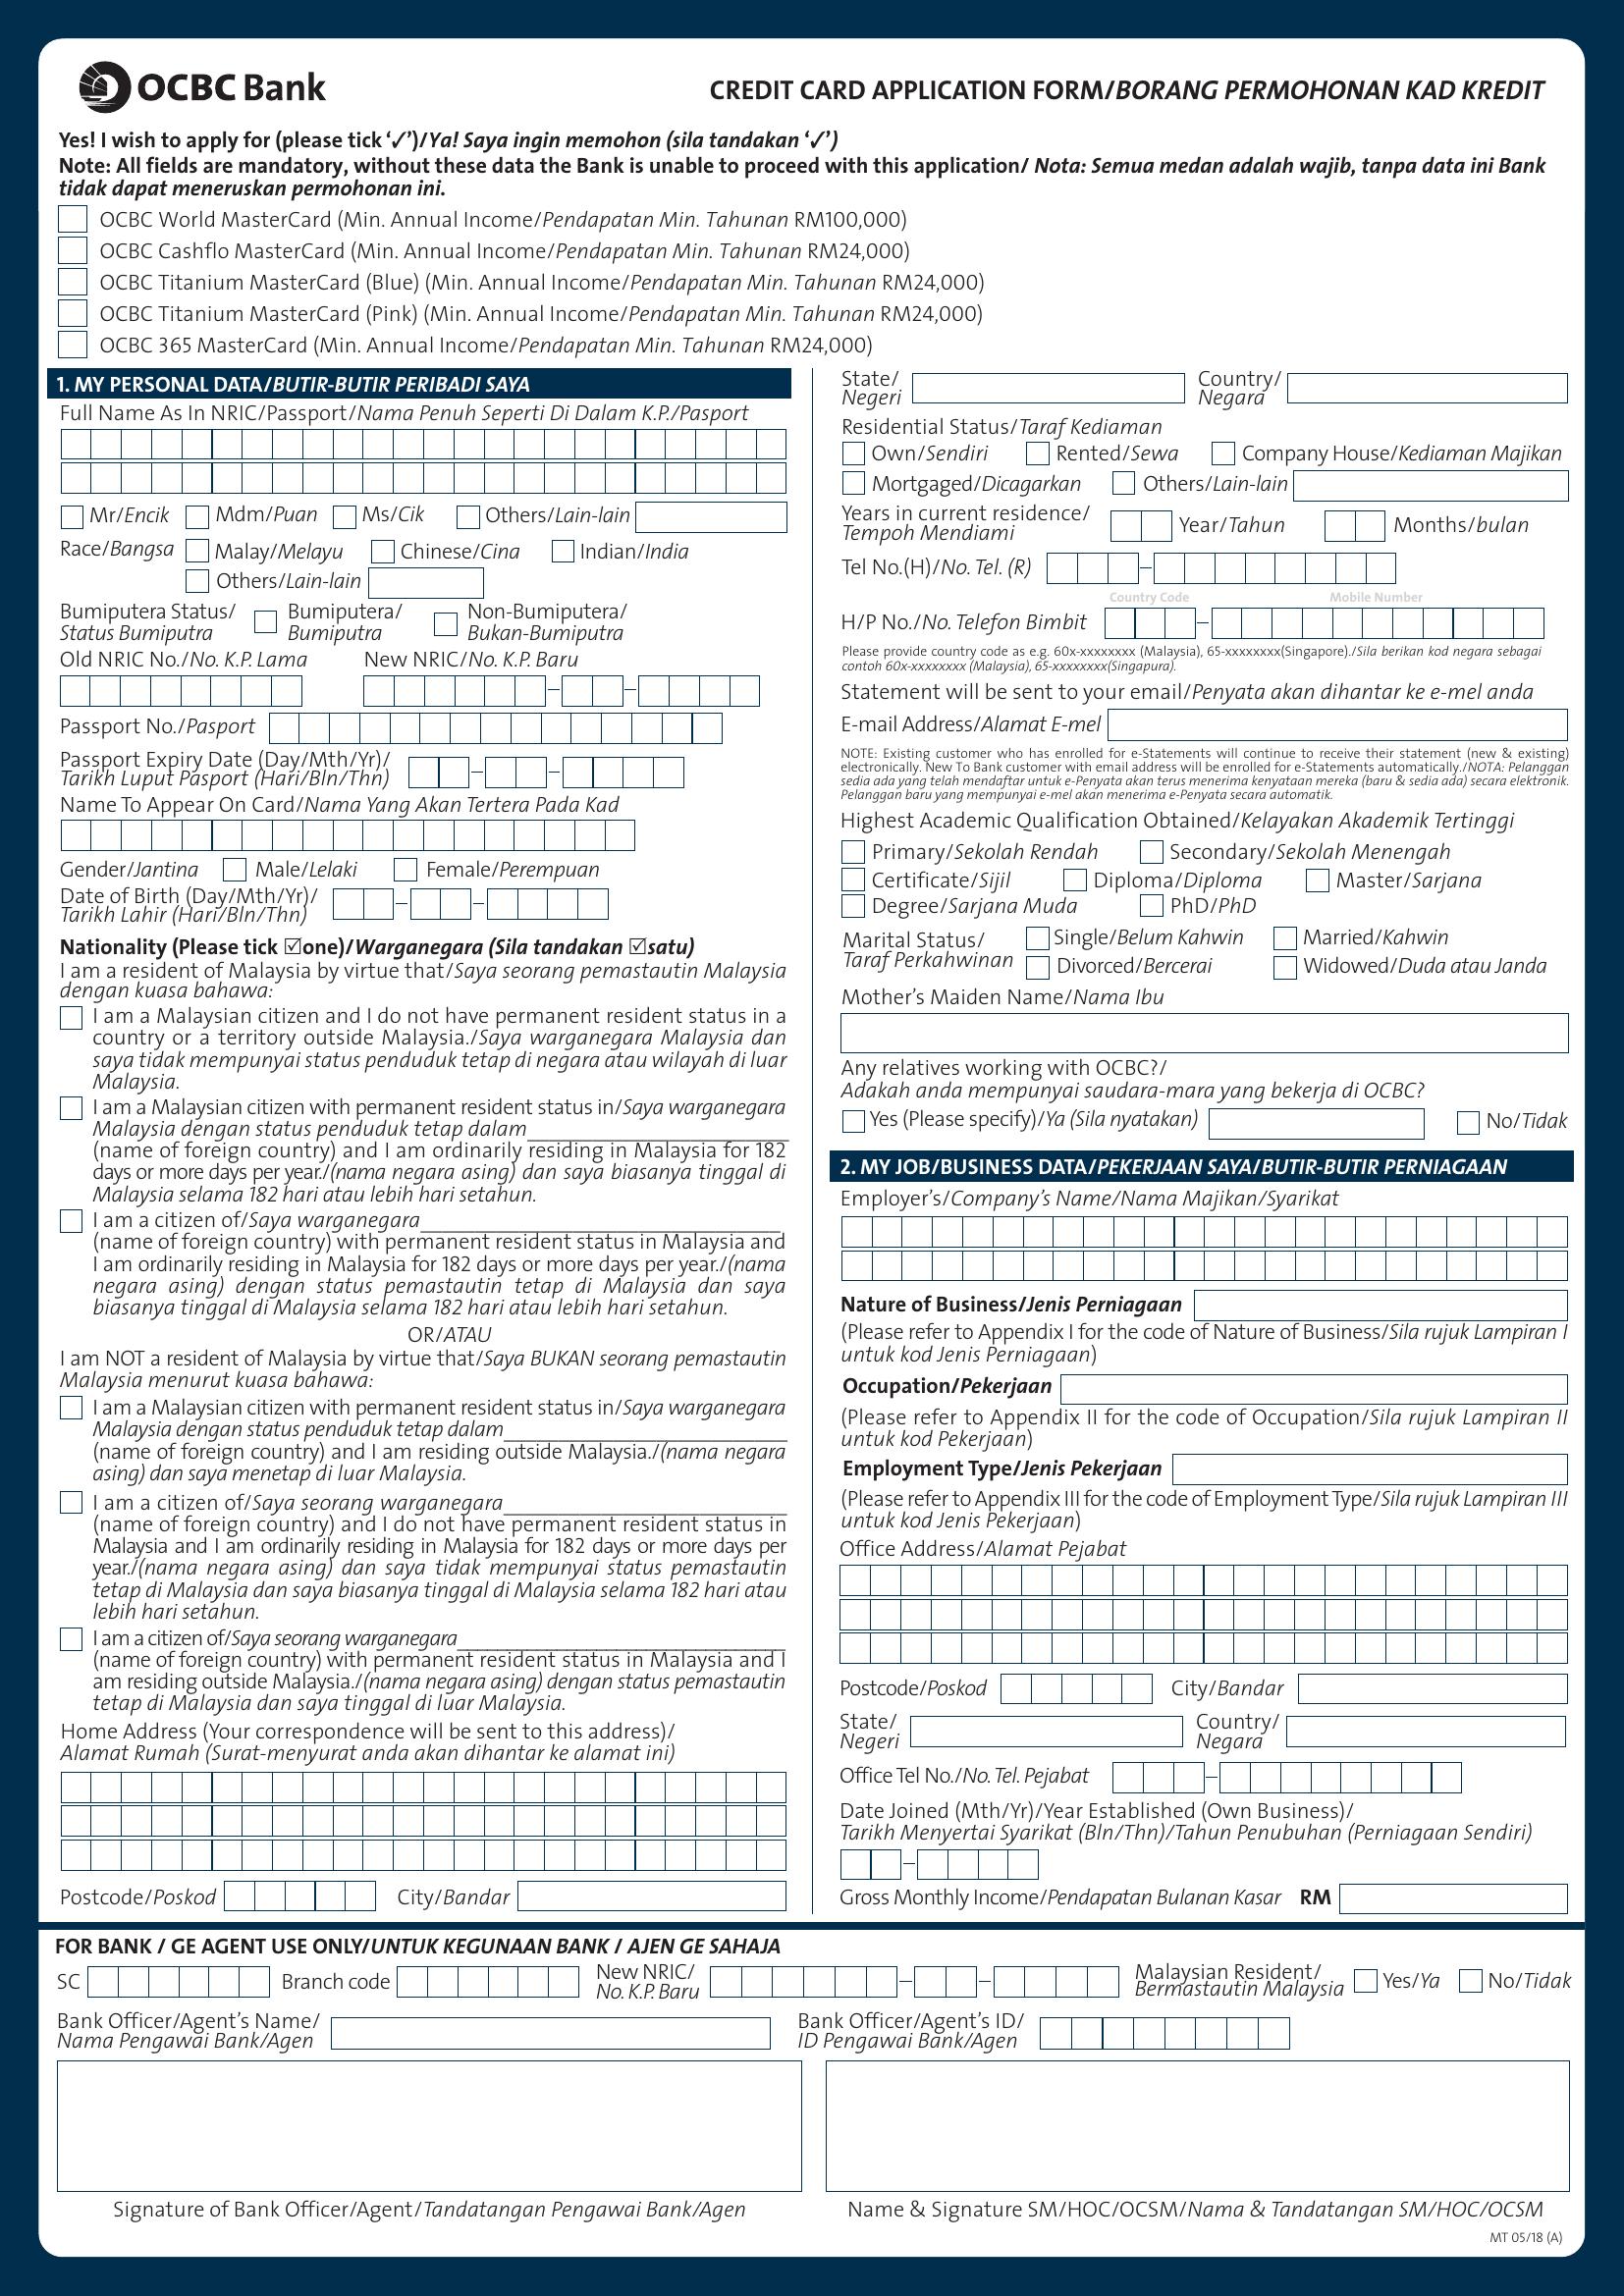 OCBC Bank
CREDIT CARD APPLICATION FORM/BORANG PERMOHONAN KAD KREDIT
Yes! I wish to apply for (please tick ‘✓’)/Ya! Saya ingin memohon (sila tandakan ‘✓’)
Note: All fields are mandatory, without these data the Bank is unable to proceed with this application/ Nota: Semua medan adalah wajib, tanpa data ini Bank
tidak dapat meneruskan permohonan ini.
OCBC World MasterCard (Min. Annual Income/Pendapatan Min. Tahunan RM100,000)
OCBC Cashflo MasterCard (Min. Annual Income/Pendapatan Min. Tahunan RM24,000)
OCBC Titanium MasterCard (Blue) (Min. Annual Income/Pendapatan Min. Tahunan RM24,000)
OCBC Titanium MasterCard (Pink) (Min. Annual Income/Pendapatan Min. Tahunan RM24,000)
OCBC 365 MasterCard (Min. Annual Income/Pendapatan Min. Tahunan RM24,000)
1. MY PERSONAL DATA/BUTIR-BUTIR PERIBADI SAYA
Full Name As In NRIC/Passport/Nama Penuh Seperti Di Dalam K.P./Pasport
Mr/Encik Mdm/Puan Ms/Cik Others/Lain-lain
Race/Bangsa Malay/Melayu Chinese/Cina Indian/India
Others/Lain-lain
Bumiputera Status/ Bumiputera/ Non-Bumiputera/
Status Bumiputra Bumiputra Bukan-Bumiputra
Old NRIC No./No. K.P. Lama New NRIC/No. K.P. Baru
Passport No./Pasport
Passport Expiry Date (Day/Mth/Yr)/
Tarikh Luput Pasport (Hari/Bln/Thn)
Name To Appear On Card/Nama Yang Akan Tertera Pada Kad
Gender/Jantina Male/Lelaki Female/Perempuan
Date of Birth (Day/Mth/Yr)/
Tarikh Lahir (Hari/Bln/Thn)
Nationality (Please tick ☑one)/Warganegara (Sila tandakan ☑satu)
I am a resident of Malaysia by virtue that/Saya seorang pemastautin Malaysia
dengan kuasa bahawa:
I am a Malaysian citizen and I do not have permanent resident status in a
country or a territory outside Malaysia./Saya warganegara Malaysia dan
saya tidak mempunyai status penduduk tetap di negara atau wilayah di luar
Malaysia.
I am a Malaysian citizen with permanent resident status in/Saya warganegara
Malaysia dengan status penduduk tetap dalam
(name of foreign country) and I am ordinarily residing in Malaysia for 182
days or more days per year./(nama negara asing) dan saya biasanya tinggal di
Malaysia selama 182 hari atau lebih hari setahun.
I am a citizen of/Saya warganegara
(name of foreign country) with permanent resident status in Malaysia and
I am ordinarily residing in Malaysia for 182 days or more days per year./(nama
negara asing) dengan status pemastautin tetap di Malaysia dan saya
biasanya tinggal di Malaysia selama 182 hari atau lebih hari setahun.
OR/ATAU
I am NOT a resident of Malaysia by virtue that/Saya BUKAN seorang pemastautin
Malaysia menurut kuasa bahawa:
I am a Malaysian citizen with permanent resident status in/Saya warganegara
Malaysia dengan status penduduk tetap dalam
(name of foreign country) and I am residing outside Malaysia./(nama negara
asing) dan saya menetap di luar Malaysia.
I am a citizen of/Saya seorang warganegara
(name of foreign country) and I do not have permanent resident status in
Malaysia and I am ordinarily residing in Malaysia for 182 days or more days per
year./(nama negara asing) dan saya tidak mempunyai status pemastautin
tetap di Malaysia dan saya biasanya tinggal di Malaysia selama 182 hari atau
lebih hari setahun.
I am a citizen of/Saya seorang warganegara
(name of foreign country) with permanent resident status in Malaysia and I
am residing outside Malaysia./(nama negara asing) dengan status pemastautin
tetap di Malaysia dan saya tinggal di luar Malaysia.
Home Address (Your correspondence will be sent to this address)/
Alamat Rumah (Surat-menyurat anda akan dihantar ke alamat ini)
Postcode/Poskod City/Bandar
State/ Country/
Negeri Negara
Residential Status/Taraf Kediaman
Own/Sendiri Rented/Sewa Company House/Kediaman Majikan
Mortgaged/Dicagarkan Others/Lain-lain
Years in current residence/
Tempoh Mendiami Year/Tahun Months/bulan
Tel No.(H)/No. Tel. (R)
Country Code Mobile Number
H/P No./No. Telefon Bimbit
Please provide country code as e.g. 60x-xxxxxxxx (Malaysia), 65-xxxxxxxx(Singapore)./Sila berikan kod negara sebagai
contoh 60x-xxxxxxxx (Malaysia), 65-xxxxxxxx(Singapura).
Statement will be sent to your email/Penyata akan dihantar ke e-mel anda
E-mail Address/Alamat E-mel
NOTE: Existing customer who has enrolled for e-Statements will continue to receive their statement (new & existing)
electronically. New To Bank customer with email address will be enrolled for e-Statements automatically./NOTA: Pelanggan
sedia ada yang telah mendaftar untuk e-Penyata akan terus menerima kenyataan mereka (baru & sedia ada) secara elektronik.
Pelanggan baru yang mempunyai e-mel akan menerima e-Penyata secara automatik.
Highest Academic Qualification Obtained/Kelayakan Akademik Tertinggi
Primary/Sekolah Rendah Secondary/Sekolah Menengah
Certificate/Sijil Diploma/Diploma Master/Sarjana
Degree/Sarjana Muda PhD/PhD
Marital Status/ Single/Belum Kahwin Married/Kahwin
Taraf Perkahwinan Divorced/Bercerai Widowed/Duda atau Janda
Mother’s Maiden Name/Nama Ibu
Any relatives working with OCBC?/
Adakah anda mempunyai saudara-mara yang bekerja di OCBC?
Yes (Please specify)/Ya (Sila nyatakan) No/Tidak
2. MY JOB/BUSINESS DATA/PEKERJAAN SAYA/BUTIR-BUTIR PERNIAGAAN
Employer’s/Company’s Name/Nama Majikan/Syarikat
Nature of Business/Jenis Perniagaan
(Please refer to Appendix I for the code of Nature of Business/Sila rujuk Lampiran I
untuk kod Jenis Perniagaan)
Occupation/Pekerjaan
(Please refer to Appendix II for the code of Occupation/Sila rujuk Lampiran II
untuk kod Pekerjaan)
Employment Type/Jenis Pekerjaan
(Please refer to Appendix III for the code of Employment Type/Sila rujuk Lampiran III
untuk kod Jenis Pekerjaan)
Office Address/Alamat Pejabat
Postcode/Poskod City/Bandar
State/ Country/
Negeri Negara
Office Tel No./No. Tel. Pejabat
Date Joined (Mth/Yr)/Year Established (Own Business)/
Tarikh Menyertai Syarikat (Bln/Thn)/Tahun Penubuhan (Perniagaan Sendiri)
Gross Monthly Income/Pendapatan Bulanan Kasar RM
FOR BANK / GE AGENT USE ONLY/UNTUK KEGUNAAN BANK / AJEN GE SAHAJA
SC Branch code New NRIC/ Malaysian Resident/ Yes/Ya No/Tidak
No. K.P. Baru Bermastautin Malaysia
Bank Officer/Agent’s Name/ Bank Officer/Agent’s ID/
Nama Pengawai Bank/Agen ID Pengawai Bank/Agen
Signature of Bank Officer/Agent/Tandatangan Pengawai Bank/Agen
Name & Signature SM/HOC/OCSM/Nama & Tandatangan SM/HOC/OCSM
MT 05/18 (A)